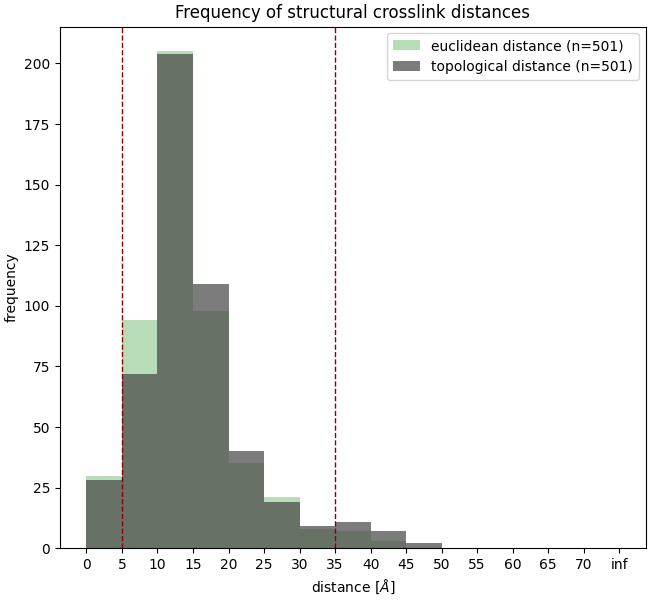 Frequency of structural crosslink distances
euclidean distance (n=501)
topological distance (n=501)
frequency
200
175
150
125
100
75
50
25
0
0 5 10 15 20 25 30 35 40 45 50 55 60 65 70 inf
distance [Å]